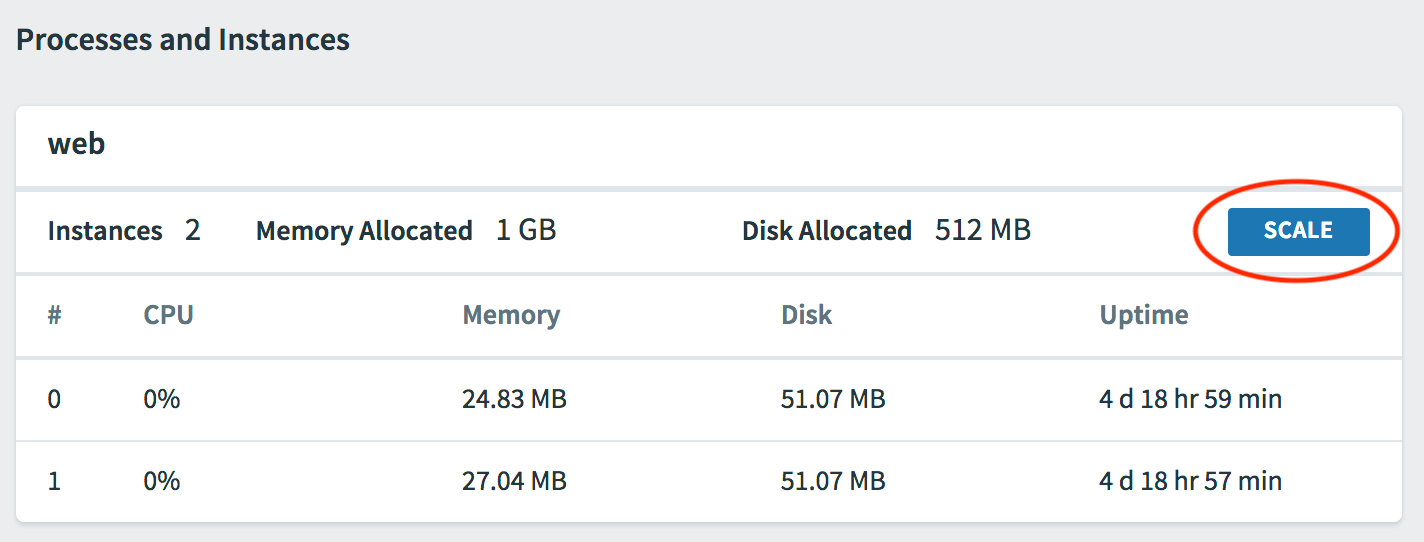 Processes and Instances
web
Instances 2 Memory Allocated 1 GB Disk Allocated 512 MB SCALE
# CPU Memory Disk Uptime
0 0% 24.83 MB 51.07 MB 4 d 18 hr 59 min
1 0% 27.04 MB 51.07 MB 4 d 18 hr 57 min